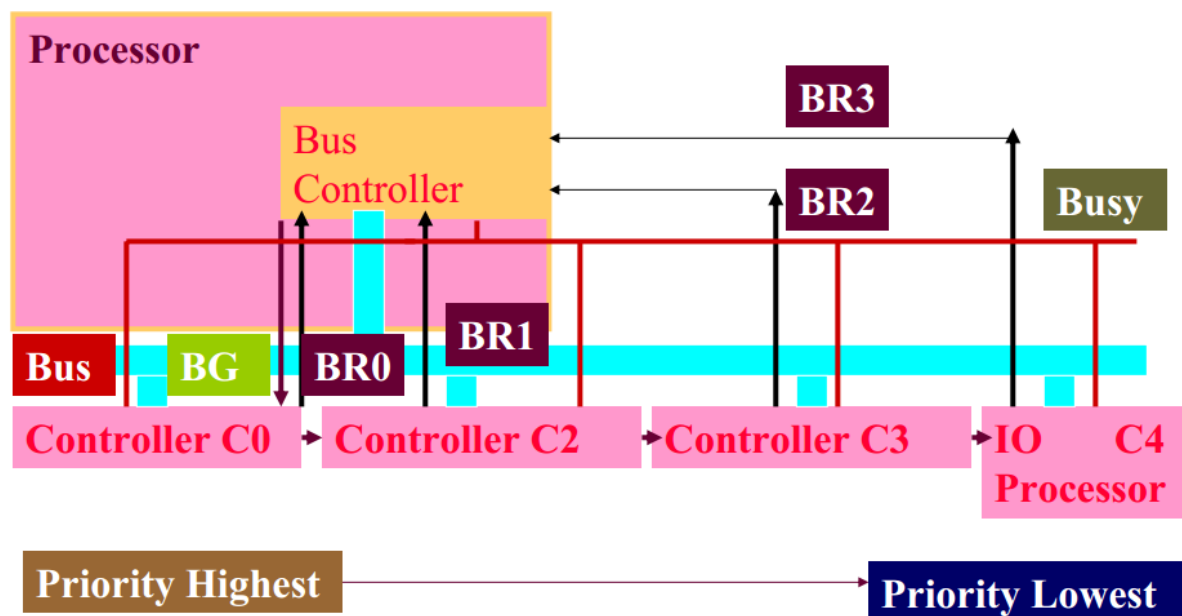 Processor
BR3
Bus
Controller
BR2
Busy
BR1
Bus
BG
BR0
Controller C0
Controller C2
Controller C3
IO C4
Processor
Priority Highest
Priority Lowest